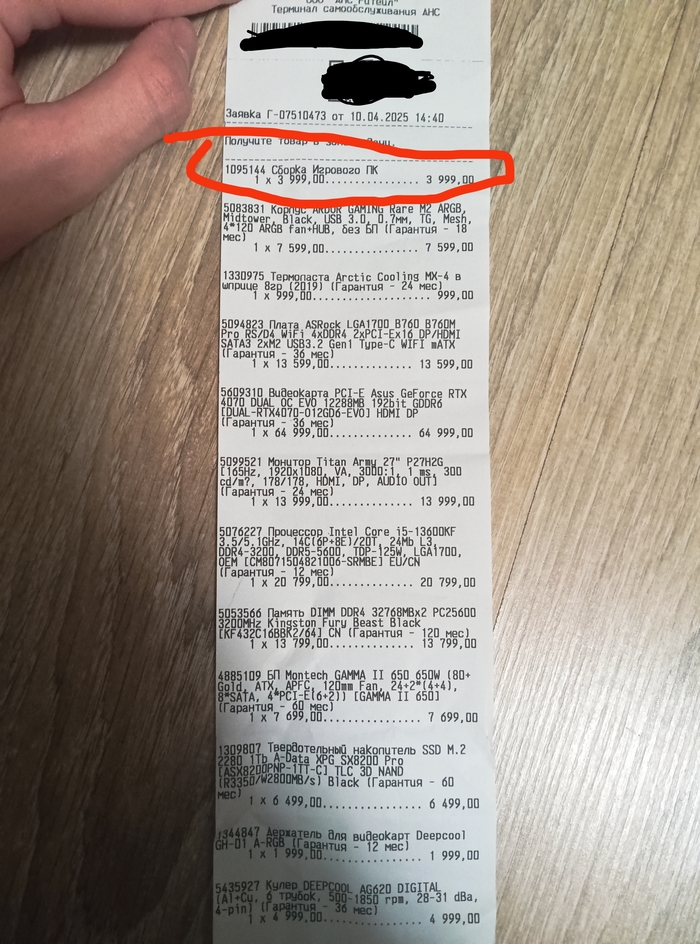 ООО "АНС Ритейл"
Терминал самообслуживания АНС
Заявка Г-07510473 от 10.04.2025 14:40
Получите товар в
1095144 Сборка Игрового ПК
1 x 3 999,00................ 3 999,00
5083831 Корпус ARDOR GAMING Rare M2 ARGB,
Midtower, Black, USB 3.0, 0.7мм, TG, Mesh,
4*120 ARGB fan+HUB, без БП (Гарантия - 18
мес)
1 x 7 599,00................ 7 599,00
1330975 Термопаста Arctic Cooling MX-4 в
шприце 8гр (2019) (Гарантия - 24 мес)
1 x 999,00.................... 999,00
5094823 Плата ASRock LGA1700 B760 B760M
Pro RS/D4 WiFi 4xDDR4 2xPCI-Ex16 DP/HDMI
SATA3 2xM2 USB3.2 Gen1 Type-C WIFI mATX
(Гарантия - 36 мес)
1 x 13 599,00.............. 13 599,00
5609310 Видеокарта PCI-E Asus GeForce RTX
4070 DUAL OC EVO 12288MB 192bit GDDR6
[DUAL-RTX4070-O12GD6-EVO] HDMI DP
(Гарантия - 36 мес)
1 x 64 999,00.............. 64 999,00
5099521 Монитор Titan Army 27" P27H2G
[165Hz, 1920x1080, VA, 3000:1, 1 ms, 300
cd/m?, 178/178, HDMI, DP, AUDIO OUT]
(Гарантия - 24 мес)
1 x 13 999,00.............. 13 999,00
5076227 Процессор Intel Core i5-13600KF
3.5/5.1GHz, 14C(6P+8E)/20T, 24Mb L3,
DDR4-3200, DDR5-5600, TDP-125W, LGA1700,
OEM [CM8071504821006-SRMBE] EU/CN
(Гарантия - 12 мес)
1 x 20 799,00.............. 20 799,00
5053566 Память DIMM DDR4 32768MBx2 PC25600
3200MHz Kingston Fury Beast Black
[KF432C16BBK2/64] CN (Гарантия - 120 мес)
1 x 13 799,00.............. 13 799,00
4885109 БП Montech GAMMA II 650 650W (80+
Gold, ATX, APFC, 120mm Fan, 24+2*(4+4),
8*SATA, 4*PCI-E(6+2)) [GAMMA II 650]
(Гарантия - 60 мес)
1 x 7 699,00................ 7 699,00
1309807 Твердотельный накопитель SSD M.2
2280 1Tb A-Data XPG SX8200 Pro
[ASX8200PNP-1TT-C] TLC 3D NAND
(R3350/W2800MB/s) Black (Гарантия - 60
мес)
1 x 6 499,00................ 6 499,00
1344847 Держатель для видеокарт Deepcool
GH-01 A-RGB (Гарантия - 12 мес)
1 x 1 999,00................ 1 999,00
5435927 Кулер DEEPCOOL AG620 DIGITAL
(Al+Cu, 6 трубок, 500-1850 rpm, 28-31 dBa,
4-pin) (Гарантия - 36 мес)
1 x 4 999,00................ 4 999,00